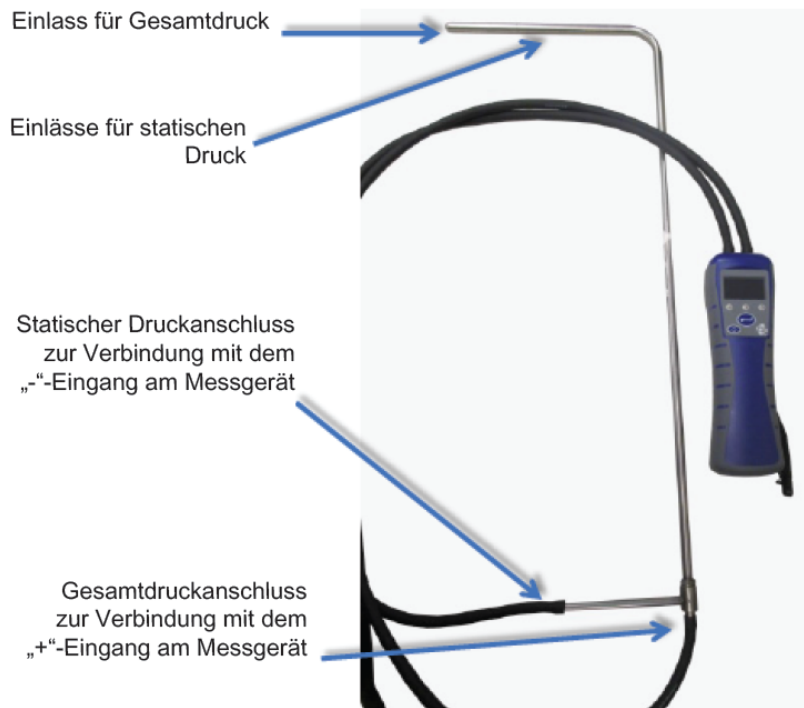 Einlass für Gesamtdruck
Einlässe für statischen
Druck
Statischer Druckanschluss
zur Verbindung mit dem
„-“-Eingang am Messgerät
Gesamtdruckanschluss
zur Verbindung mit dem
„+“-Eingang am Messgerät